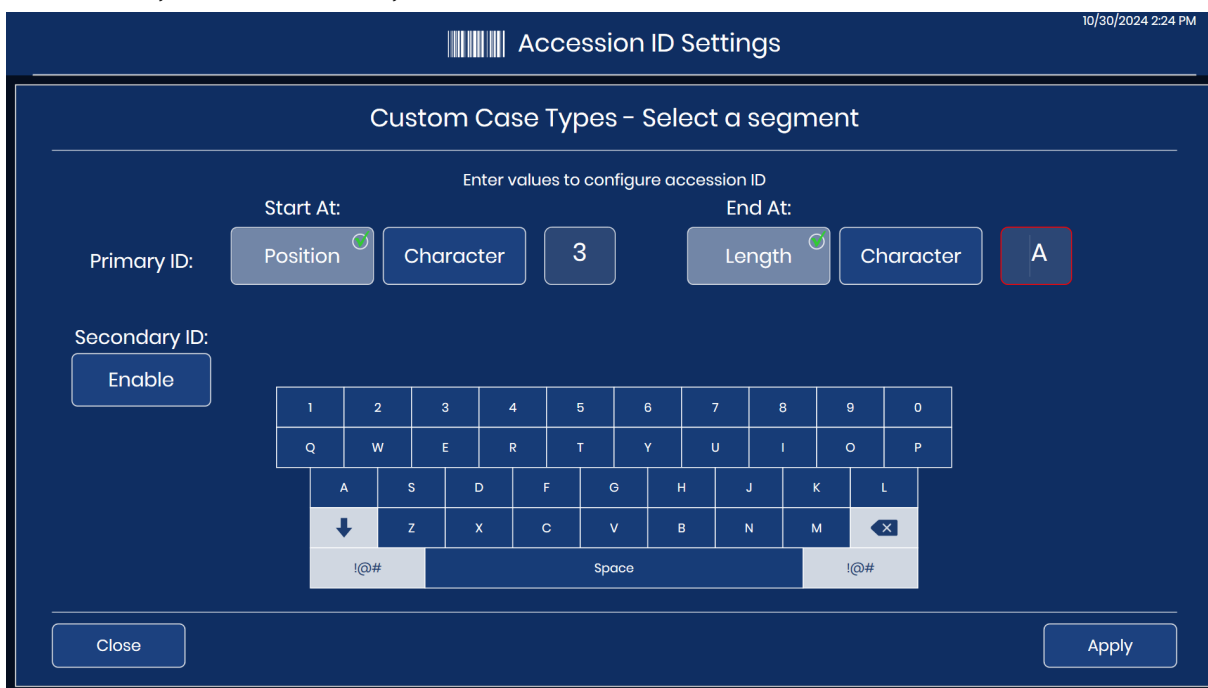 10/30/2024 2:24 PM
Accession ID Settings
Custom Case Types - Select a segment
Enter values to configure accession ID
Start At:
End At:
Primary ID:
Position
Character
3
Length
Character
A
Secondary ID:
Enable
1 2 3 4 5 6 7 8 9 0
Q W E R T Y U I O P
A S D F G H J K L
Z X C V B N M
!@# Space !@#
Close
Apply